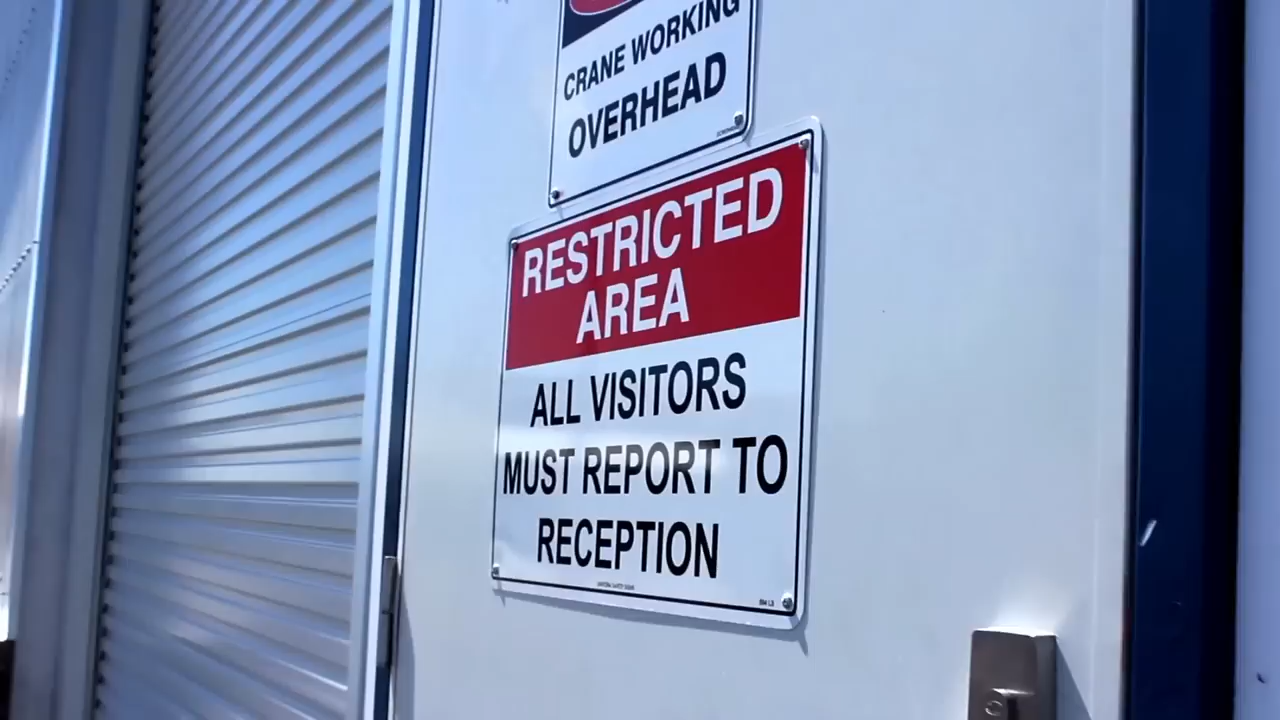 CRANE WORKING
OVERHEAD
RESTRICTED
AREA
ALL VISITORS
MUST REPORT TO
RECEPTION